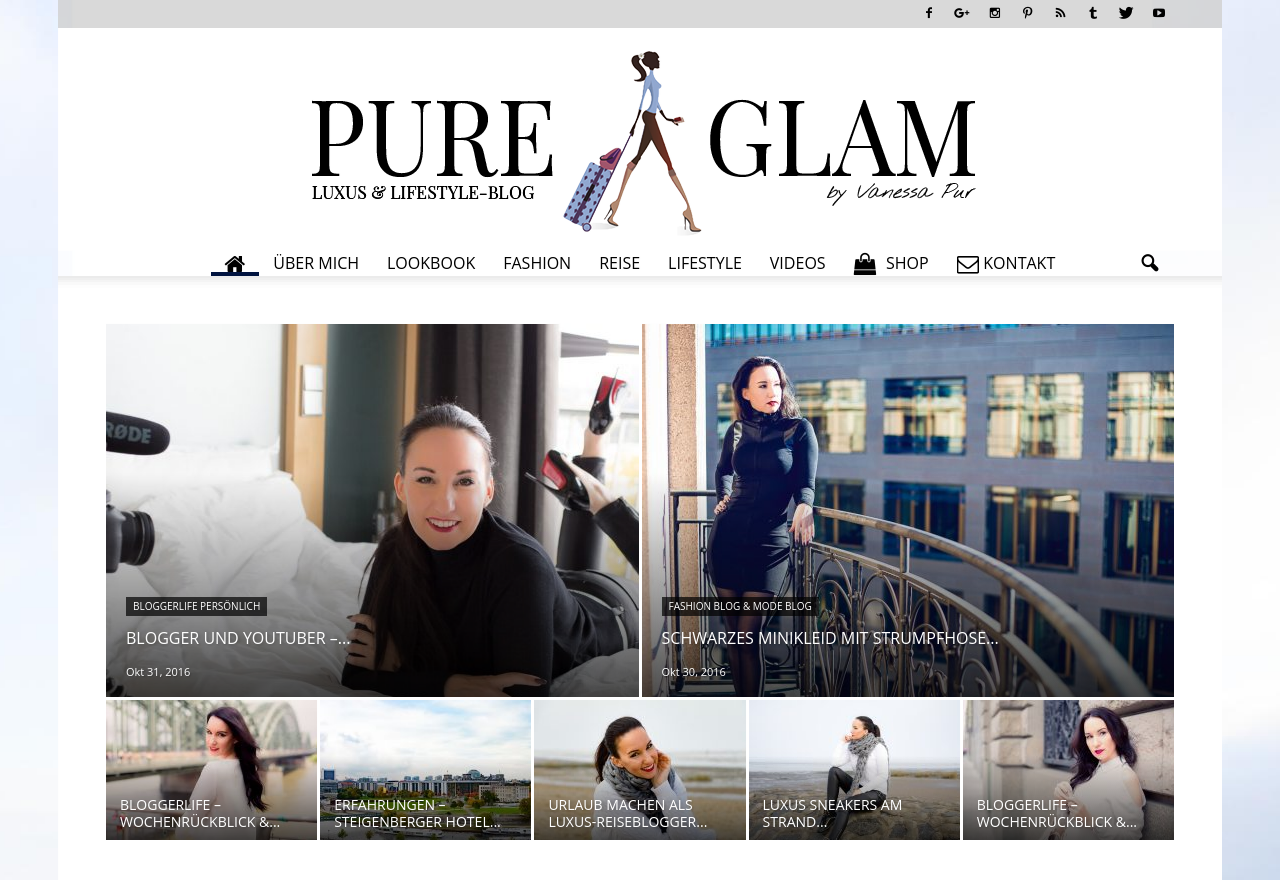 PURE GLAM
LUXUS & LIFESTYLE-BLOG
by Vanessa Pur
ÜBER MICH LOOKBOOK FASHION REISE LIFESTYLE VIDEOS SHOP KONTAKT
RØDE
BLOGGERLIFE PERSÖNLICH
BLOGGER UND YOUTUBER –...
Okt 31, 2016
FASHION BLOG & MODE BLOG
SCHWARZES MINIKLEID MIT STRUMPFHOSE...
Okt 30, 2016
BLOGGERLIFE –
WOCHENRÜCKBLICK &...
ERFAHRUNGEN –
STEIGENBERGER HOTEL...
URLAUB MACHEN ALS
LUXUS-REISEBLOGGER...
LUXUS SNEAKERS AM
STRAND...
BLOGGERLIFE –
WOCHENRÜCKBLICK &...